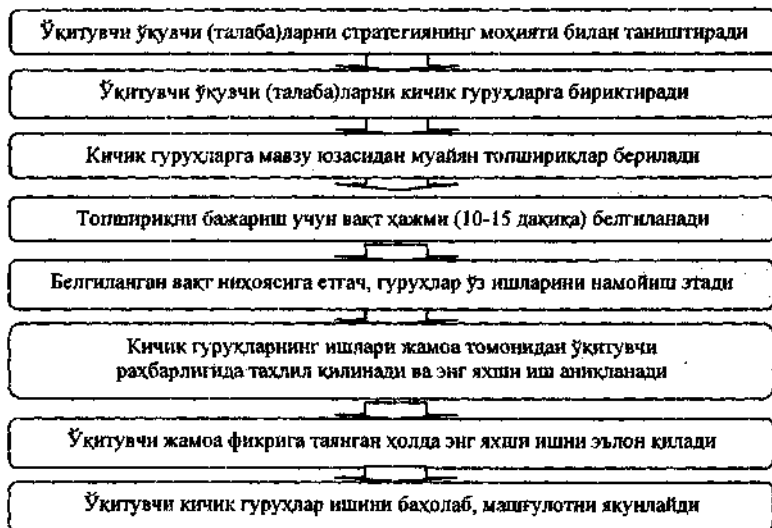 Ўқитувчи ўқувчи (талаба)ларни стратегиянинг моҳияти билан таништиради
Ўқитувчи ўқувчи (талаба)ларни кичик гуруҳларга бириктиради
Кичик гуруҳларга мавзу юзасидан муайян топшириқлар берилади
Топшириқни бажариш учун вақт ҳажми (10-15 дақиқа) белгиланади
Белгиланган вақт ниҳоясига етгач, гуруҳлар ўз ишларини намойиш этади
Кичик гуруҳларнинг ишлари жамоа томонидан ўқитувчи
раҳбарлигида таҳлил қилинади ва энг яхши иш аниқланади
Ўқитувчи жамоа фикрига таянган ҳолда энг яхши ишни эълон қилади
Ўқитувчи кичик гуруҳлар ишини баҳолаб, машғулотни якунлайди